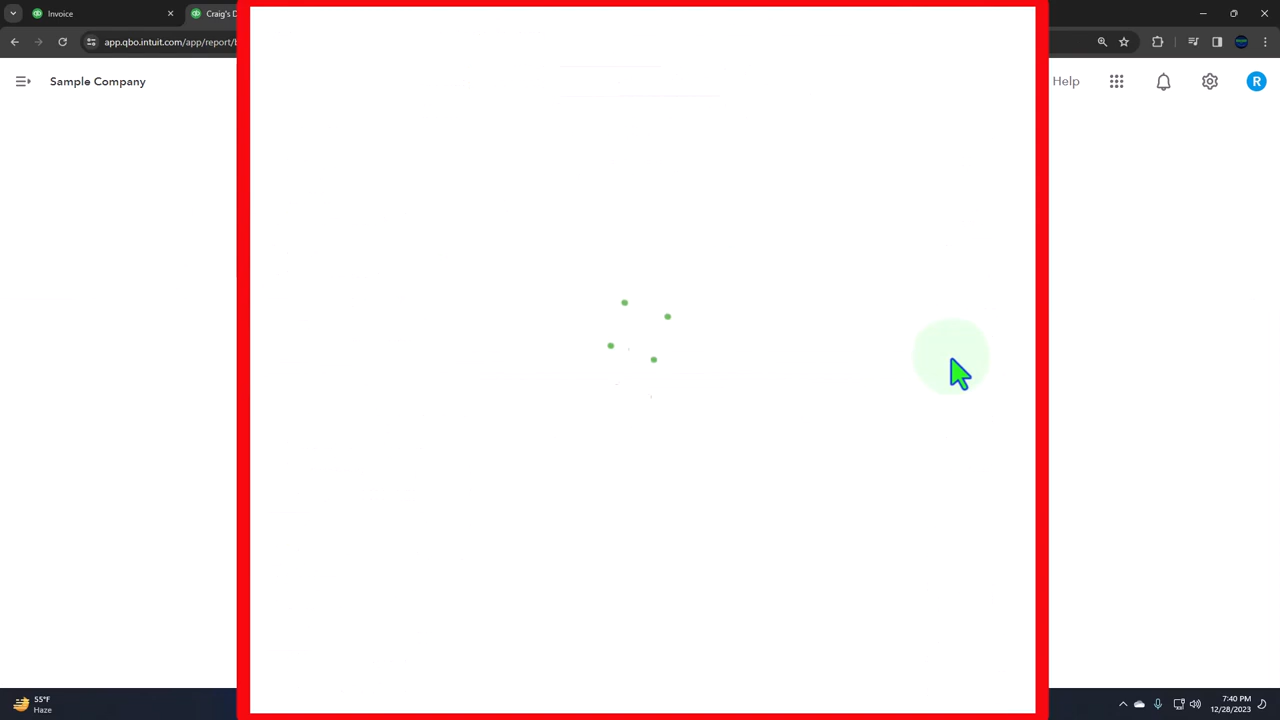 Invoice
Craig's D
app.qbo.intuit.com/app/report/b
Sample Company
Help
R
55°F
Haze
7:40 PM
12/28/2023